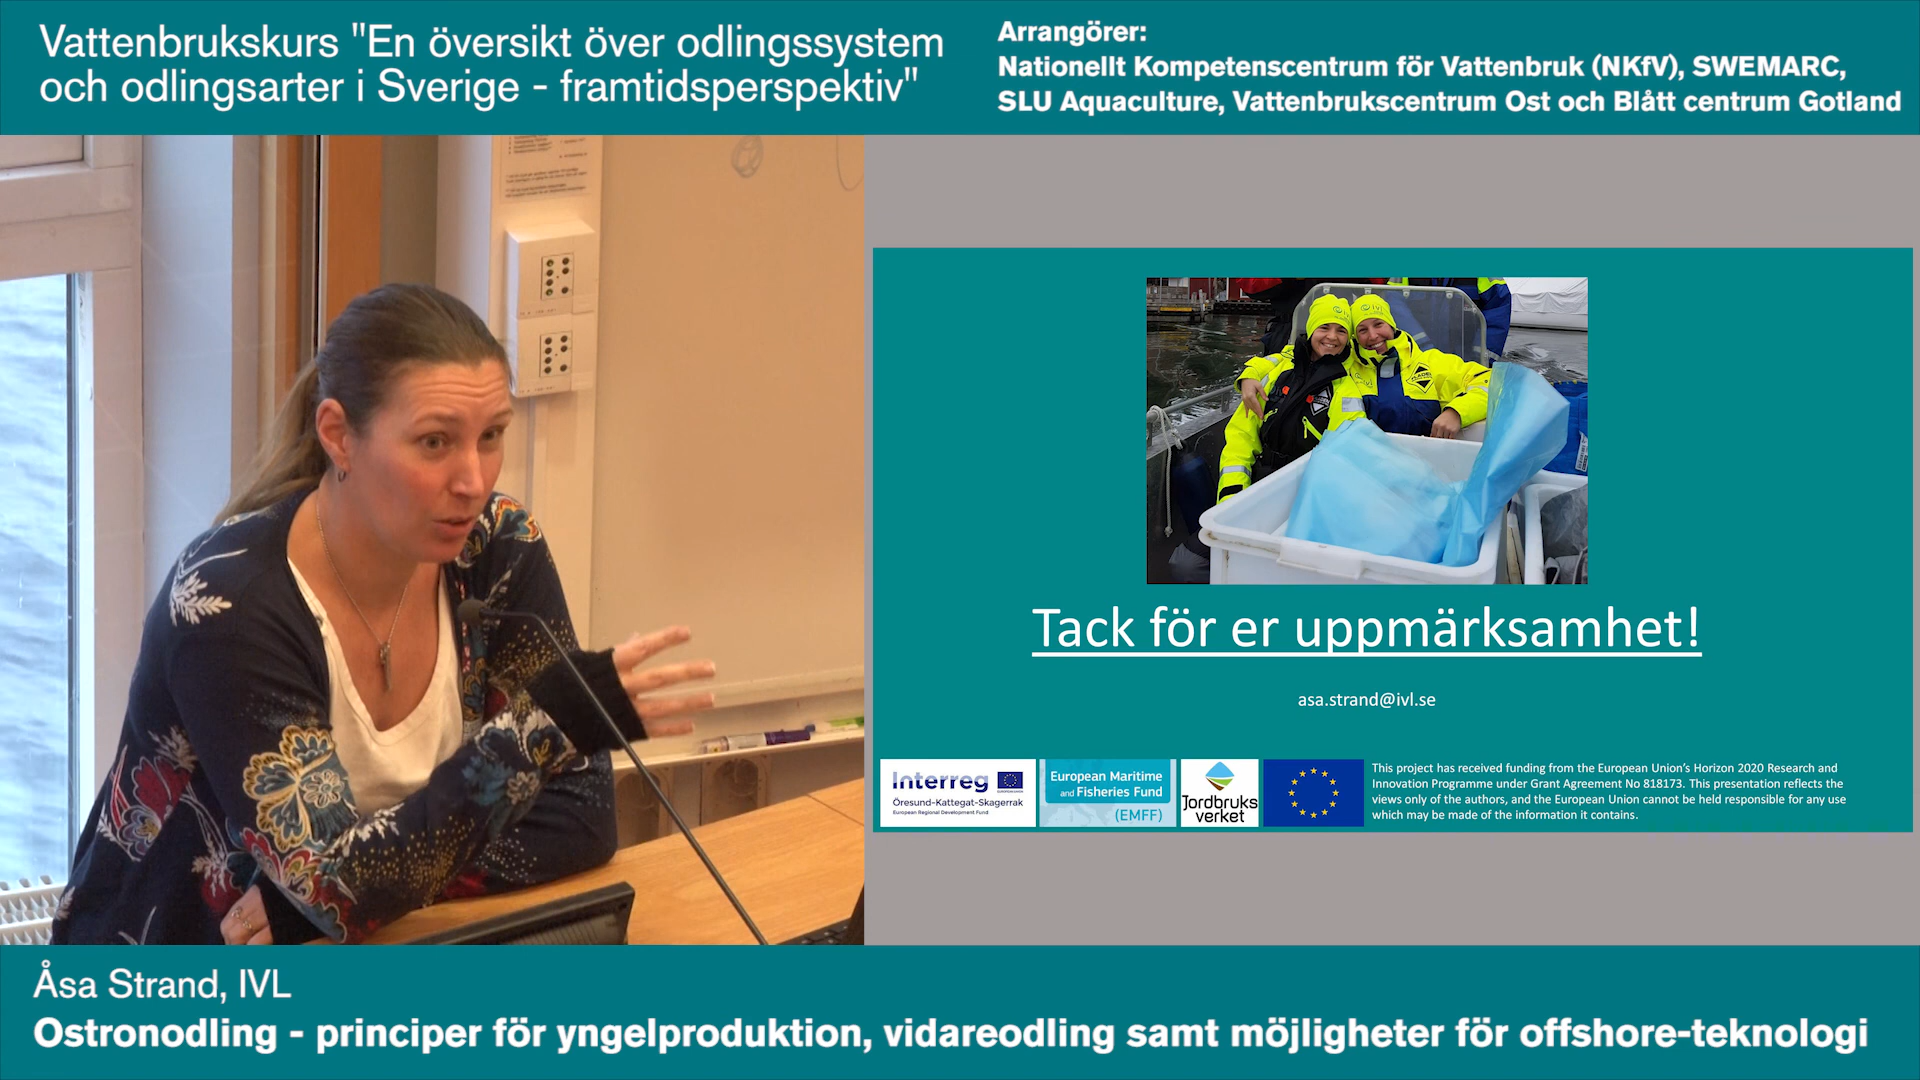 Vattenbrukskurs "En översikt över odlingssystem
och odlingsarter i Sverige - framtidsperspektiv"
Arrangörer:
Nationellt Kompetenscentrum för Vattenbruk (NKfV), SWEMARC,
SLU Aquaculture, Vattenbrukscentrum Ost och Blått centrum Gotland
Tack för er uppmärksamhet!
asa.strand@ivl.se
Interreg
Öresund-Kattegat-Skagerrak
European Regional Development Fund
European Maritime
and Fisheries Fund
(EMFF)
Jordbruks
verket
This project has received funding from the European Union's Horizon 2020 Research and
Innovation Programme under Grant Agreement No 818173. This presentation reflects the
views only of the authors, and the European Union cannot be held responsible for any use
which may be made of the information it contains.
Åsa Strand, IVL
Ostronodling - principer för yngelproduktion, vidareodling samt möjligheter för offshore-teknologi